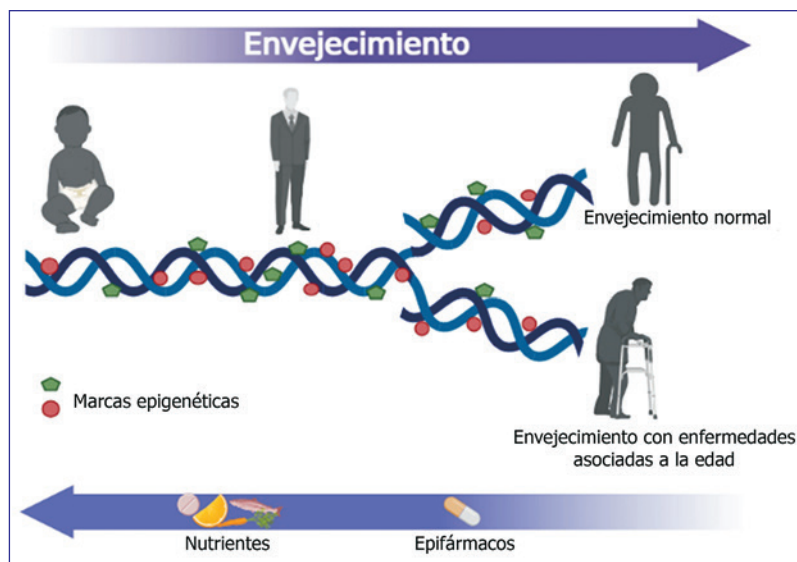 Envejecimiento
Envejecimiento normal
Marcas epigenéticas
Envejecimiento con enfermedades
asociadas a la edad
Nutrientes
Epifármacos